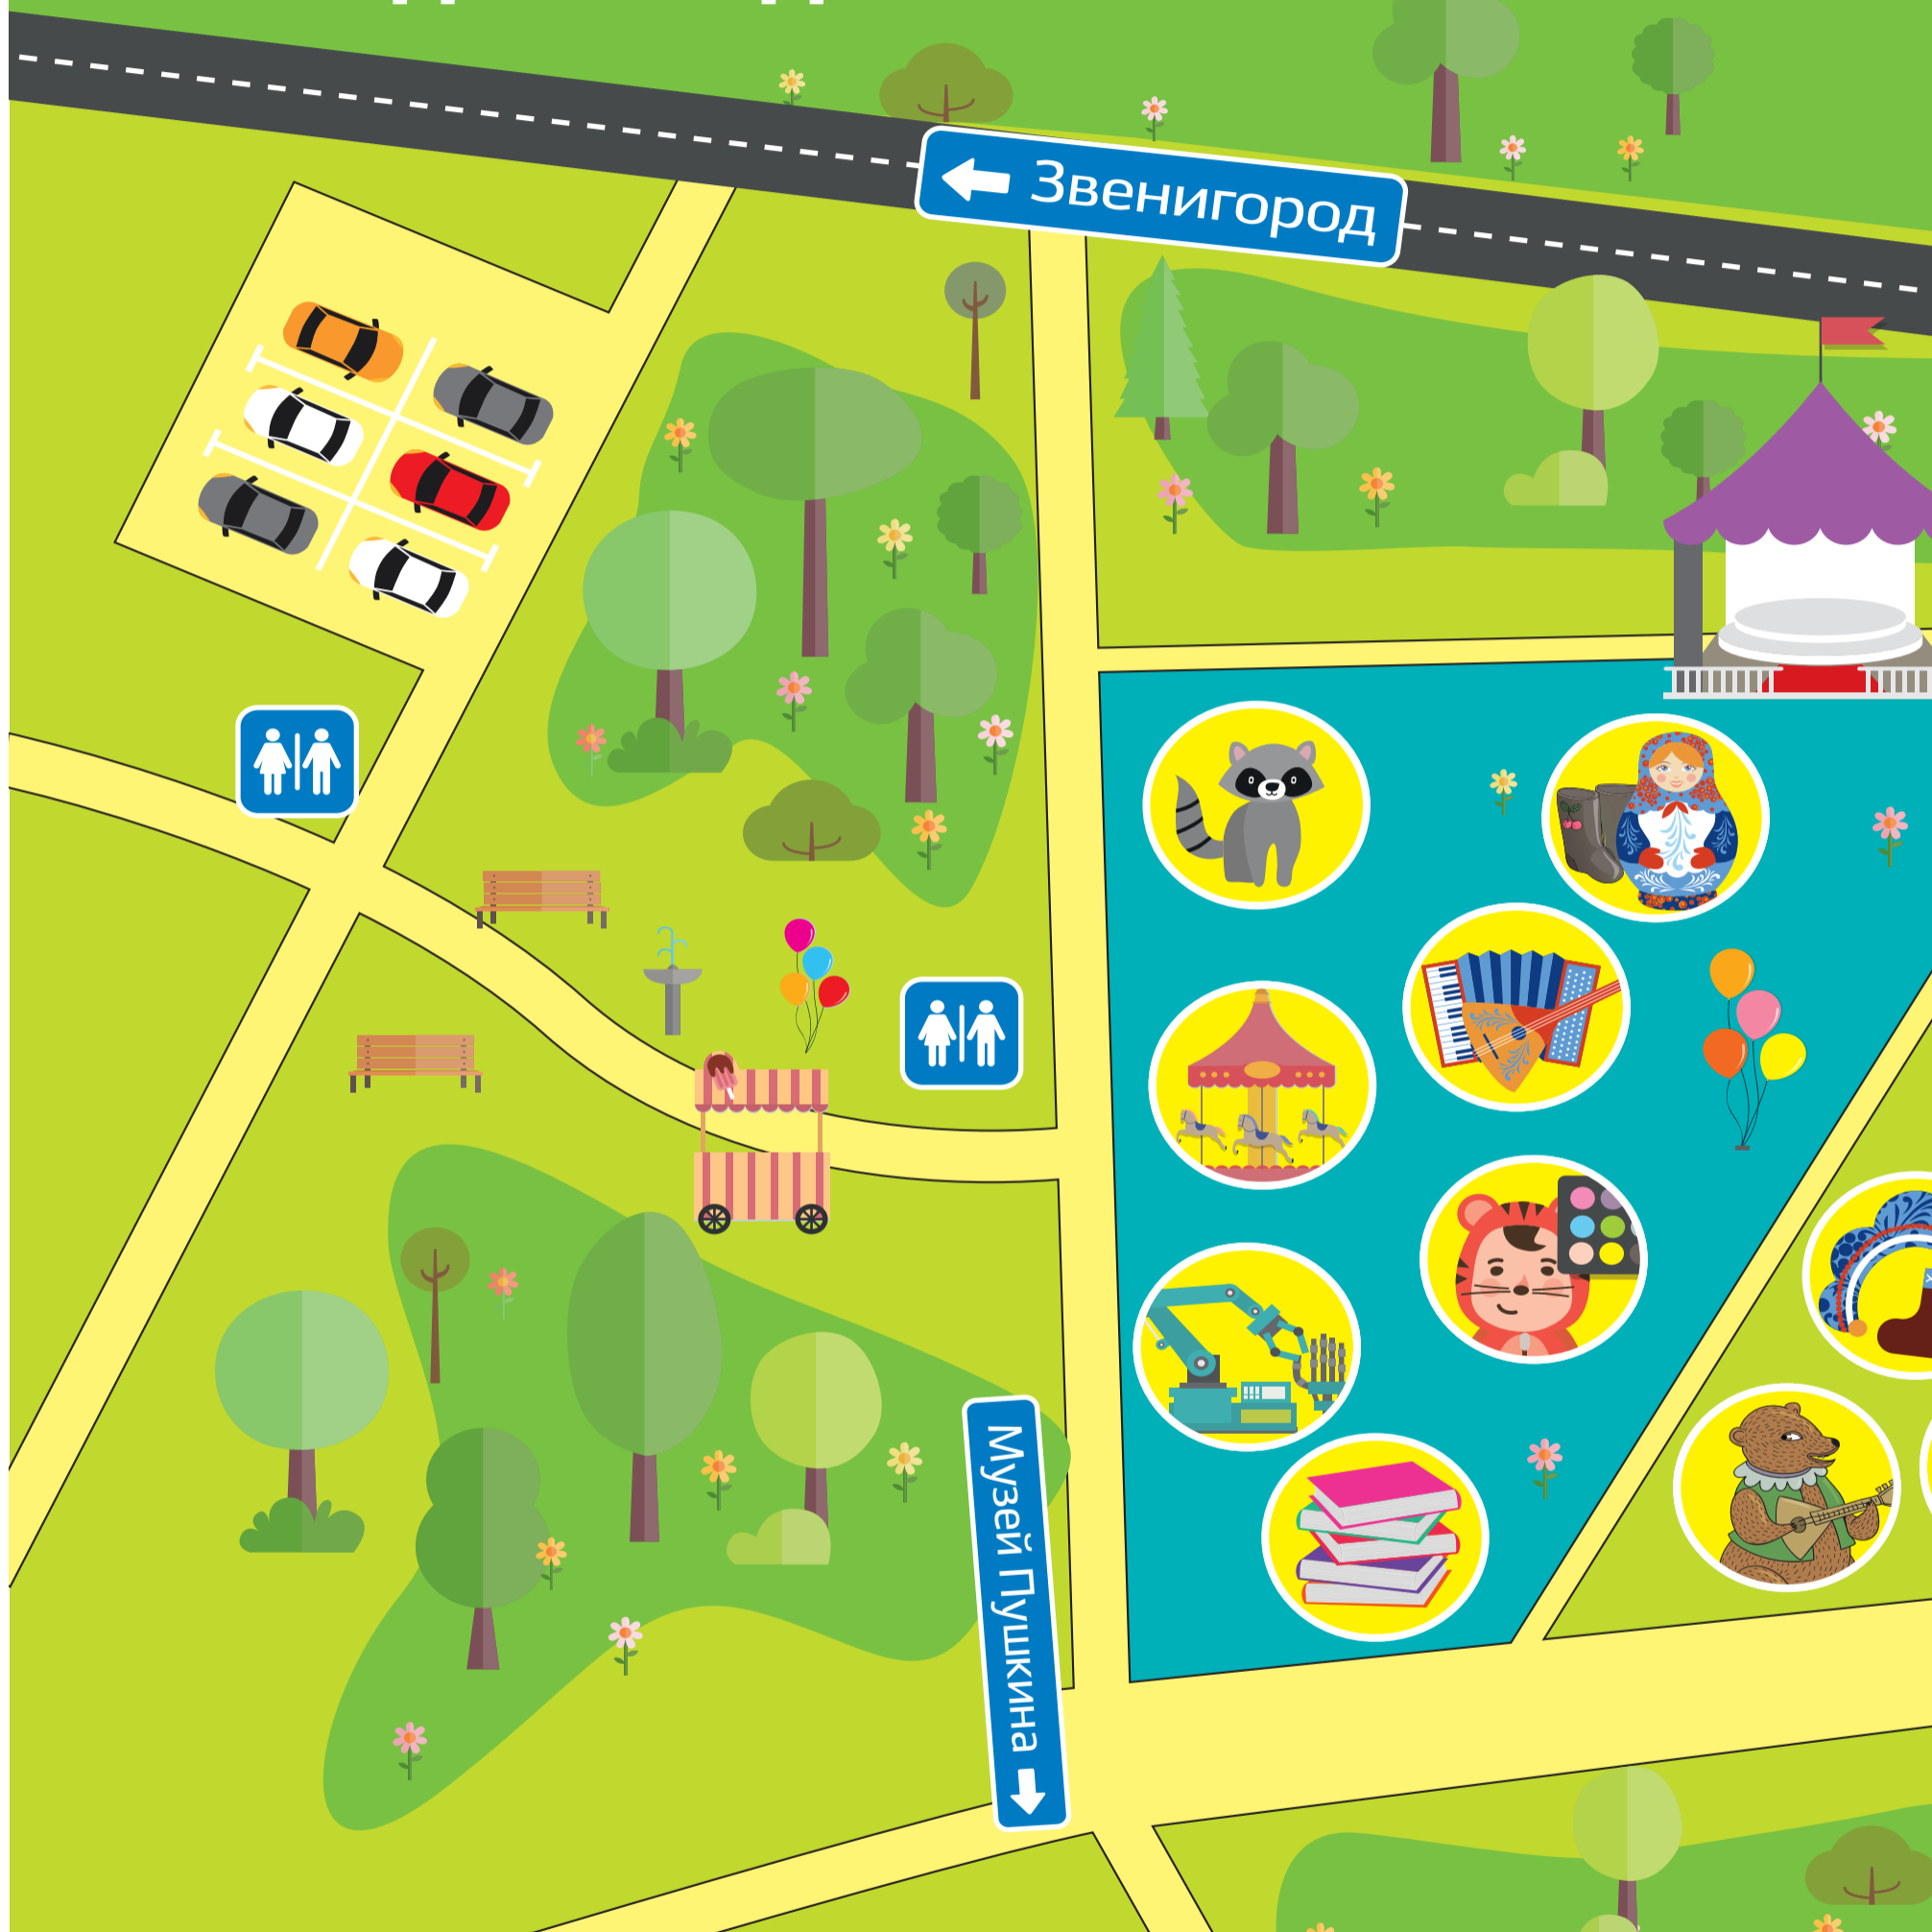 Звенигород
Музей Пушкина